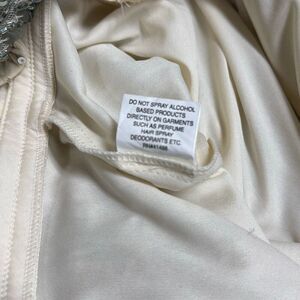 DO NOT SPRAY ALCOHOL
BASED PRODUCTS
DIRECTLY ON GARMENTS
SUCH AS PERFUME
HAIR SPRAY
DEODORANTS ETC.